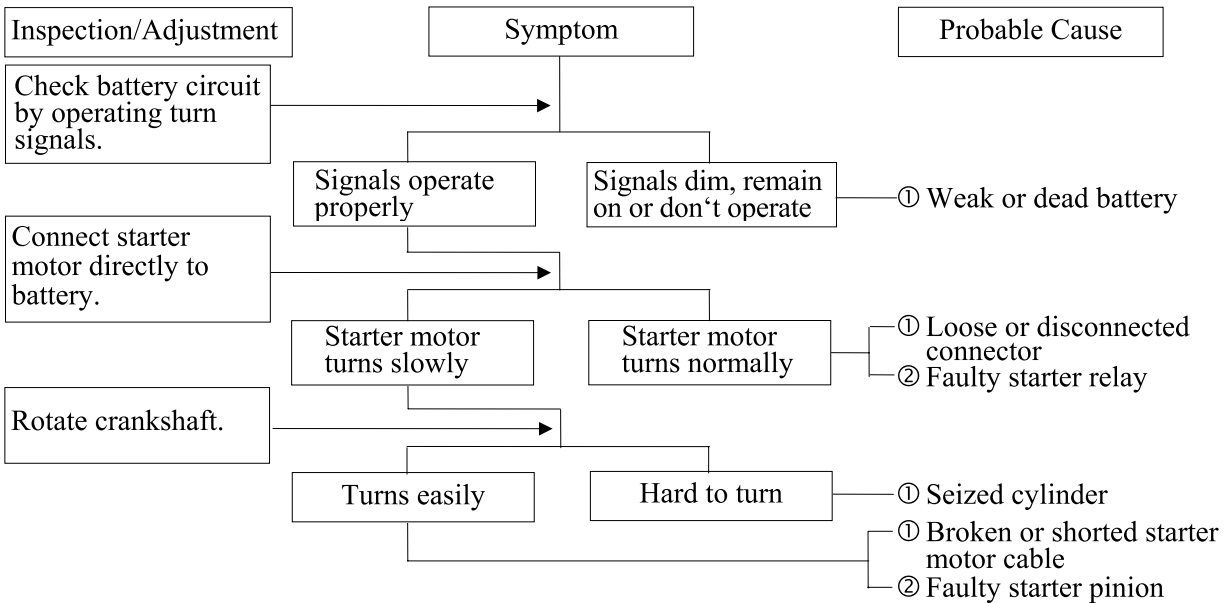 Inspection/Adjustment
Symptom
Probable Cause
Check battery circuit
by operating turn
signals.
Signals operate
properly
Signals dim, remain
on or don‘t operate
① Weak or dead battery
Connect starter
motor directly to
battery.
Starter motor
turns slowly
Starter motor
turns normally
① Loose or disconnected
connector
② Faulty starter relay
Rotate crankshaft.
Turns easily
Hard to turn
① Seized cylinder
① Broken or shorted starter
motor cable
② Faulty starter pinion